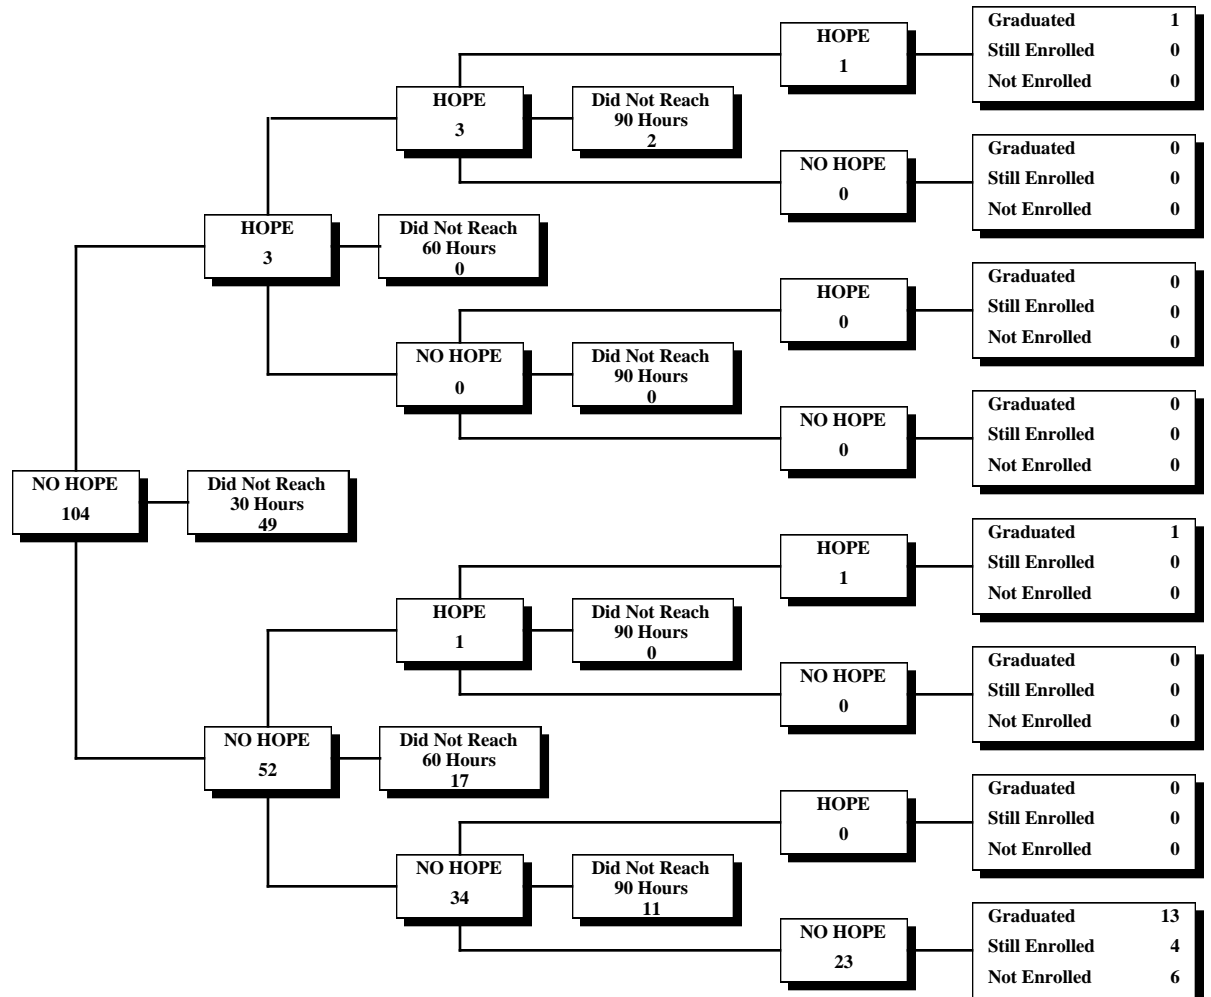 HOPE
1
Graduated 1
Still Enrolled 0
Not Enrolled 0
HOPE
3
Did Not Reach
90 Hours
2
NO HOPE
0
Graduated 0
Still Enrolled 0
Not Enrolled 0
HOPE
3
Did Not Reach
60 Hours
0
HOPE
0
Graduated 0
Still Enrolled 0
Not Enrolled 0
NO HOPE
0
Did Not Reach
90 Hours
0
NO HOPE
0
Graduated 0
Still Enrolled 0
Not Enrolled 0
NO HOPE
104
Did Not Reach
30 Hours
49
HOPE
1
Graduated 1
Still Enrolled 0
Not Enrolled 0
HOPE
1
Did Not Reach
90 Hours
0
NO HOPE
0
Graduated 0
Still Enrolled 0
Not Enrolled 0
NO HOPE
52
Did Not Reach
60 Hours
17
HOPE
0
Graduated 0
Still Enrolled 0
Not Enrolled 0
NO HOPE
34
Did Not Reach
90 Hours
11
NO HOPE
23
Graduated 13
Still Enrolled 4
Not Enrolled 6